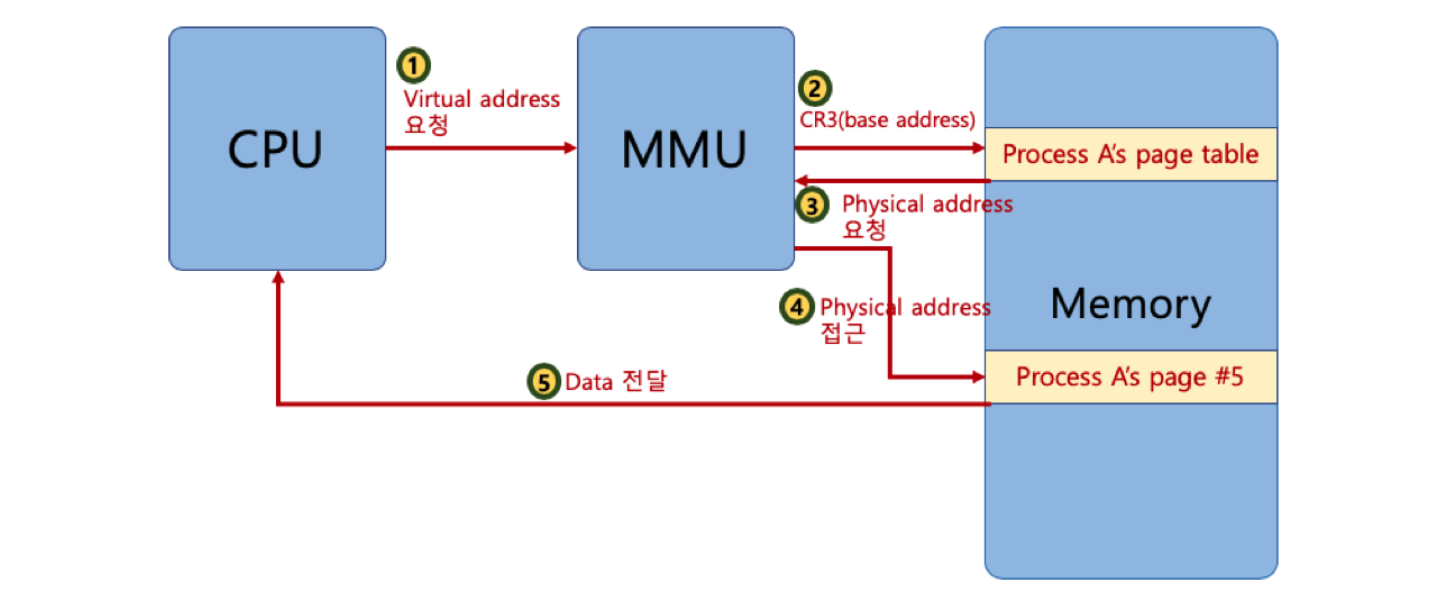 CPU
1
Virtual address
요청
MMU
2
CR3(base address)
Process A's page table
3
Physical address
요청
4
Physical address
접근
Memory
Process A's page #5
5
Data 전달